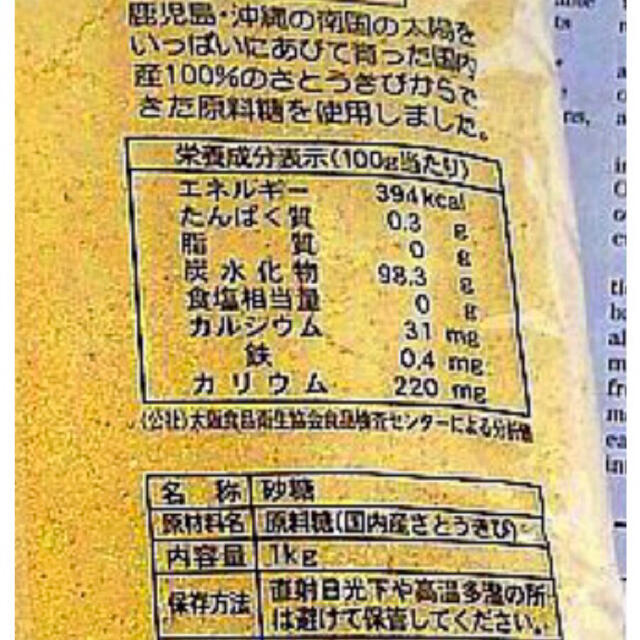 鹿児島・沖縄の南国の太陽を
いっぱいにあびて育った国内
産100%のさとうきびからで
きた原料糖を使用しました。
栄養成分表示(100g当たり)
エネルギー 394kcal
たんぱく質 0.3 g
脂質 0 g
炭水化物 98.3 g
食塩相当量 0 g
カルシウム 31 mg
鉄 0.4 mg
カリウム 220 mg
(公社)大阪食品衛生協会食品検査センターによる分析値
名称 砂糖
原材料名 原料糖(国内産さとうきび)
内容量 1kg
保存方法 直射日光下や高温多湿の所
は避けて保管してください。